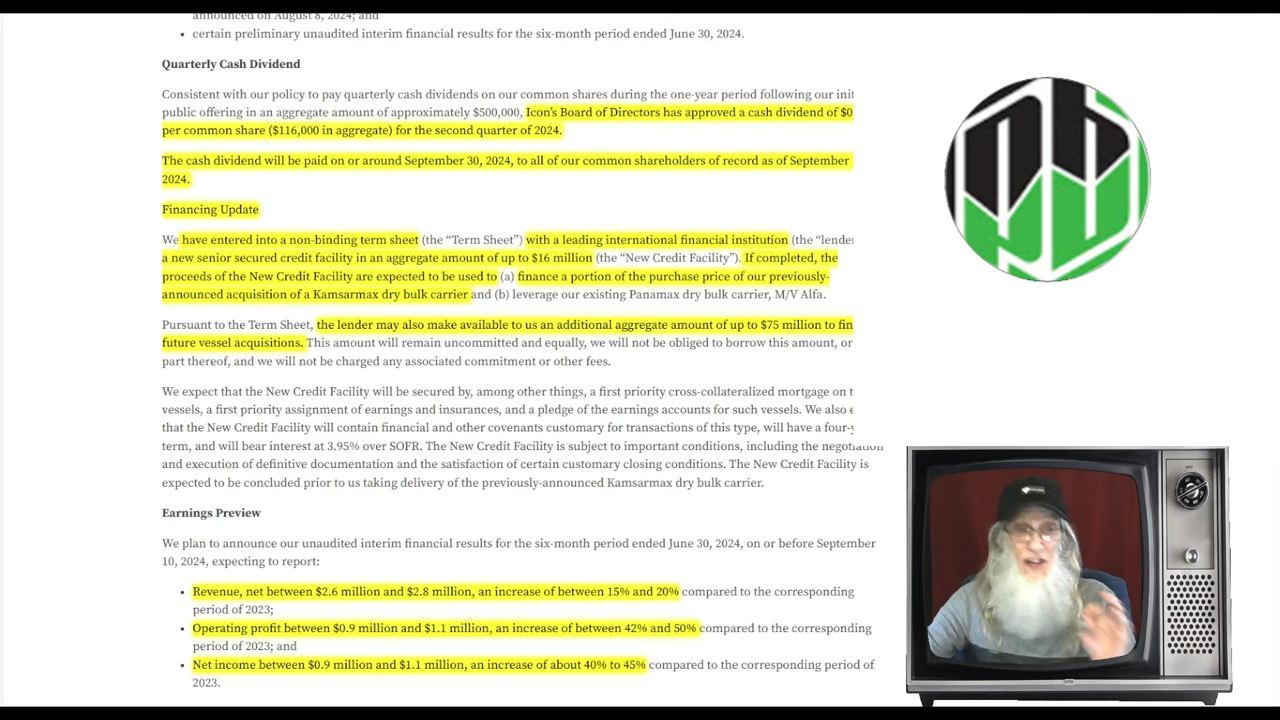 announced on August 8, 2024; and
• certain preliminary unaudited interim financial results for the six-month period ended June 30, 2024.
Quarterly Cash Dividend
Consistent with our policy to pay quarterly cash dividends on our common shares during the one-year period following our init
public offering in an aggregate amount of approximately $500,000, Icon's Board of Directors has approved a cash dividend of $0
per common share ($116,000 in aggregate) for the second quarter of 2024.
The cash dividend will be paid on or around September 30, 2024, to all of our common shareholders of record as of September
2024.
Financing Update
We have entered into a non-binding term sheet (the “Term Sheet”) with a leading international financial institution (the “lender
a new senior secured credit facility in an aggregate amount of up to $16 million (the “New Credit Facility”). If completed, the
proceeds of the New Credit Facility are expected to be used to (a) finance a portion of the purchase price of our previously-
announced acquisition of a Kamsarmax dry bulk carrier and (b) leverage our existing Panamax dry bulk carrier, M/V Alfa.
Pursuant to the Term Sheet, the lender may also make available to us an additional aggregate amount of up to $75 million to fin
future vessel acquisitions. This amount will remain uncommitted and equally, we will not be obliged to borrow this amount, or
part thereof, and we will not be charged any associated commitment or other fees.
We expect that the New Credit Facility will be secured by, among other things, a first priority cross-collateralized mortgage on t
vessels, a first priority assignment of earnings and insurances, and a pledge of the earnings accounts for such vessels. We also e
that the New Credit Facility will contain financial and other covenants customary for transactions of this type, will have a four-y
term, and will bear interest at 3.95% over SOFR. The New Credit Facility is subject to important conditions, including the negotiation
and execution of definitive documentation and the satisfaction of certain customary closing conditions. The New Credit Facility is
expected to be concluded prior to us taking delivery of the previously-announced Kamsarmax dry bulk carrier.
Earnings Preview
We plan to announce our unaudited interim financial results for the six-month period ended June 30, 2024, on or before September
10, 2024, expecting to report:
• Revenue, net between $2.6 million and $2.8 million, an increase of between 15% and 20% compared to the corresponding
period of 2023;
• Operating profit between $0.9 million and $1.1 million, an increase of between 42% and 50% compared to the corresponding
period of 2023; and
• Net income between $0.9 million and $1.1 million, an increase of about 40% to 45% compared to the corresponding period of
2023.